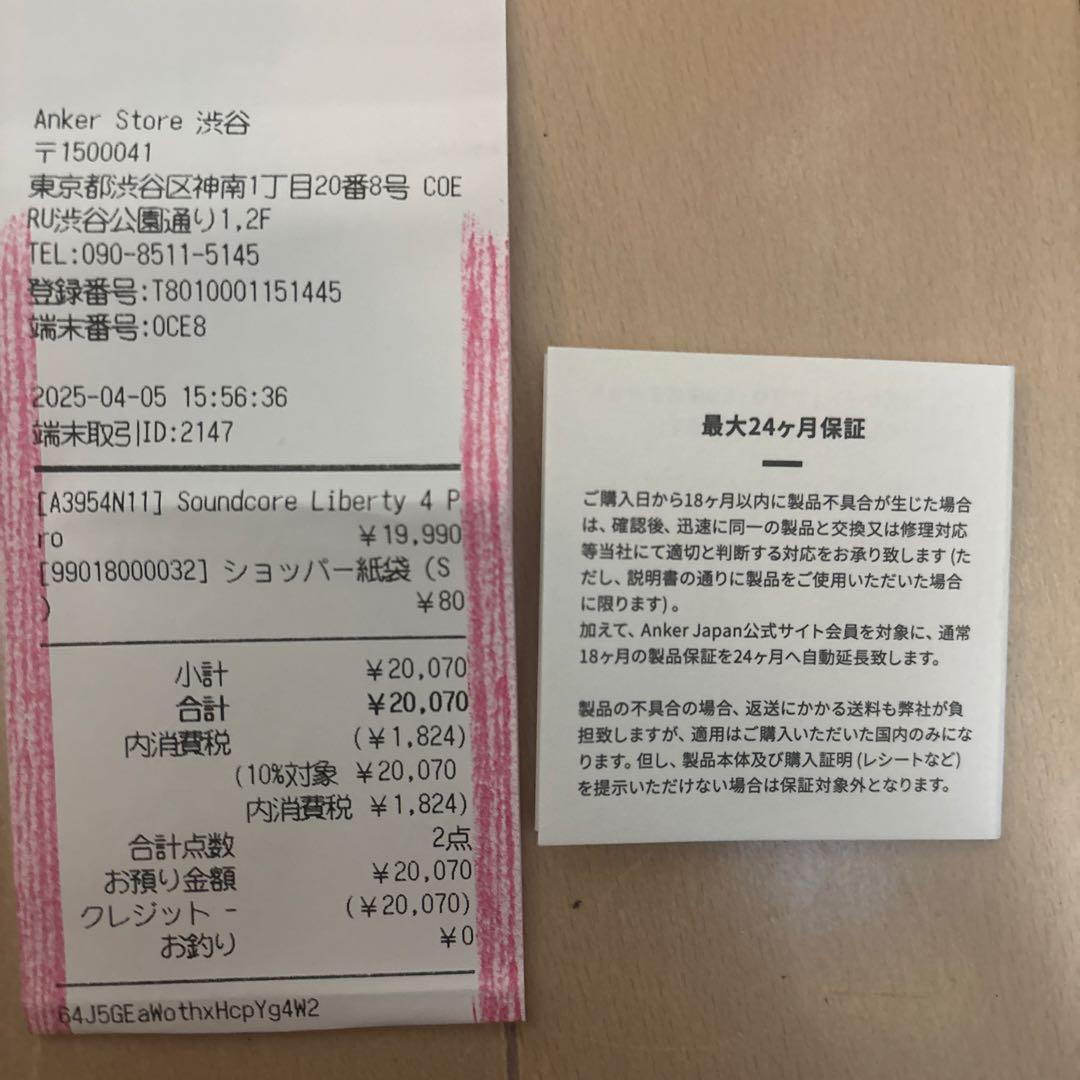 Anker Store 渋谷
〒1500041
東京都渋谷区神南1丁目20番8号 COE
RU渋谷公園通り1,2F
TEL:090-8511-5145
登録番号:T8010001151445
端末番号:0CE8
2025-04-05 15:56:36
端末取引ID:2147
[A3954N11] Soundcore Liberty 4 P
ro ￥19,990
[99018000032] ショッパー紙袋（S
） ￥80
小計 ￥20,070
合計 ￥20,070
内消費税 (￥1,824)
(10%対象 ￥20,070
内消費税 ￥1,824)
合計点数 2点
お預り金額 ￥20,070
クレジット - (￥20,070)
お釣り ￥0
64J5GEaWothxHcpYg4W2
最大24ヶ月保証
ご購入日から18ヶ月以内に製品不具合が生じた場合
は、確認後、迅速に同一の製品と交換又は修理対応
等当社にて適切と判断する対応をお承り致します (た
だし、説明書の通りに製品をご使用いただいた場合
に限ります) 。
加えて、Anker Japan公式サイト会員を対象に、通常
18ヶ月の製品保証を24ヶ月へ自動延長致します。
製品の不具合の場合、返送にかかる送料も弊社が負
担致しますが、適用はご購入いただいた国内のみにな
ります。但し、製品本体及び購入証明 (レシートなど)
を提示いただけない場合は保証対象外となります。